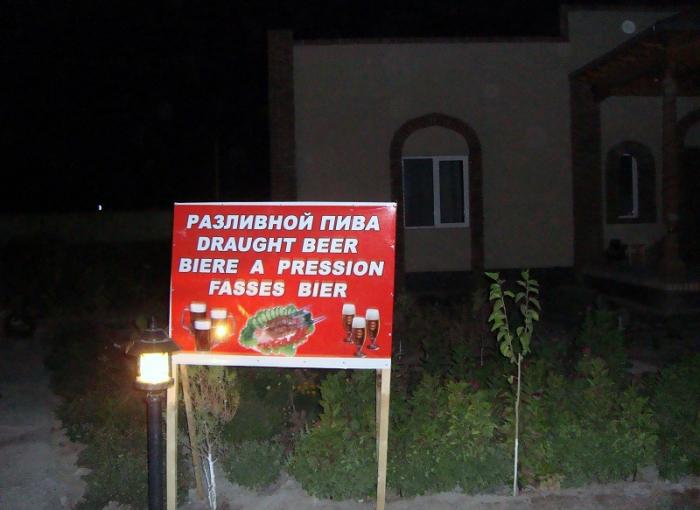 РАЗЛИВНОЙ ПИВА
DRAUGHT BEER
BIERE A PRESSION
FASSES BIER